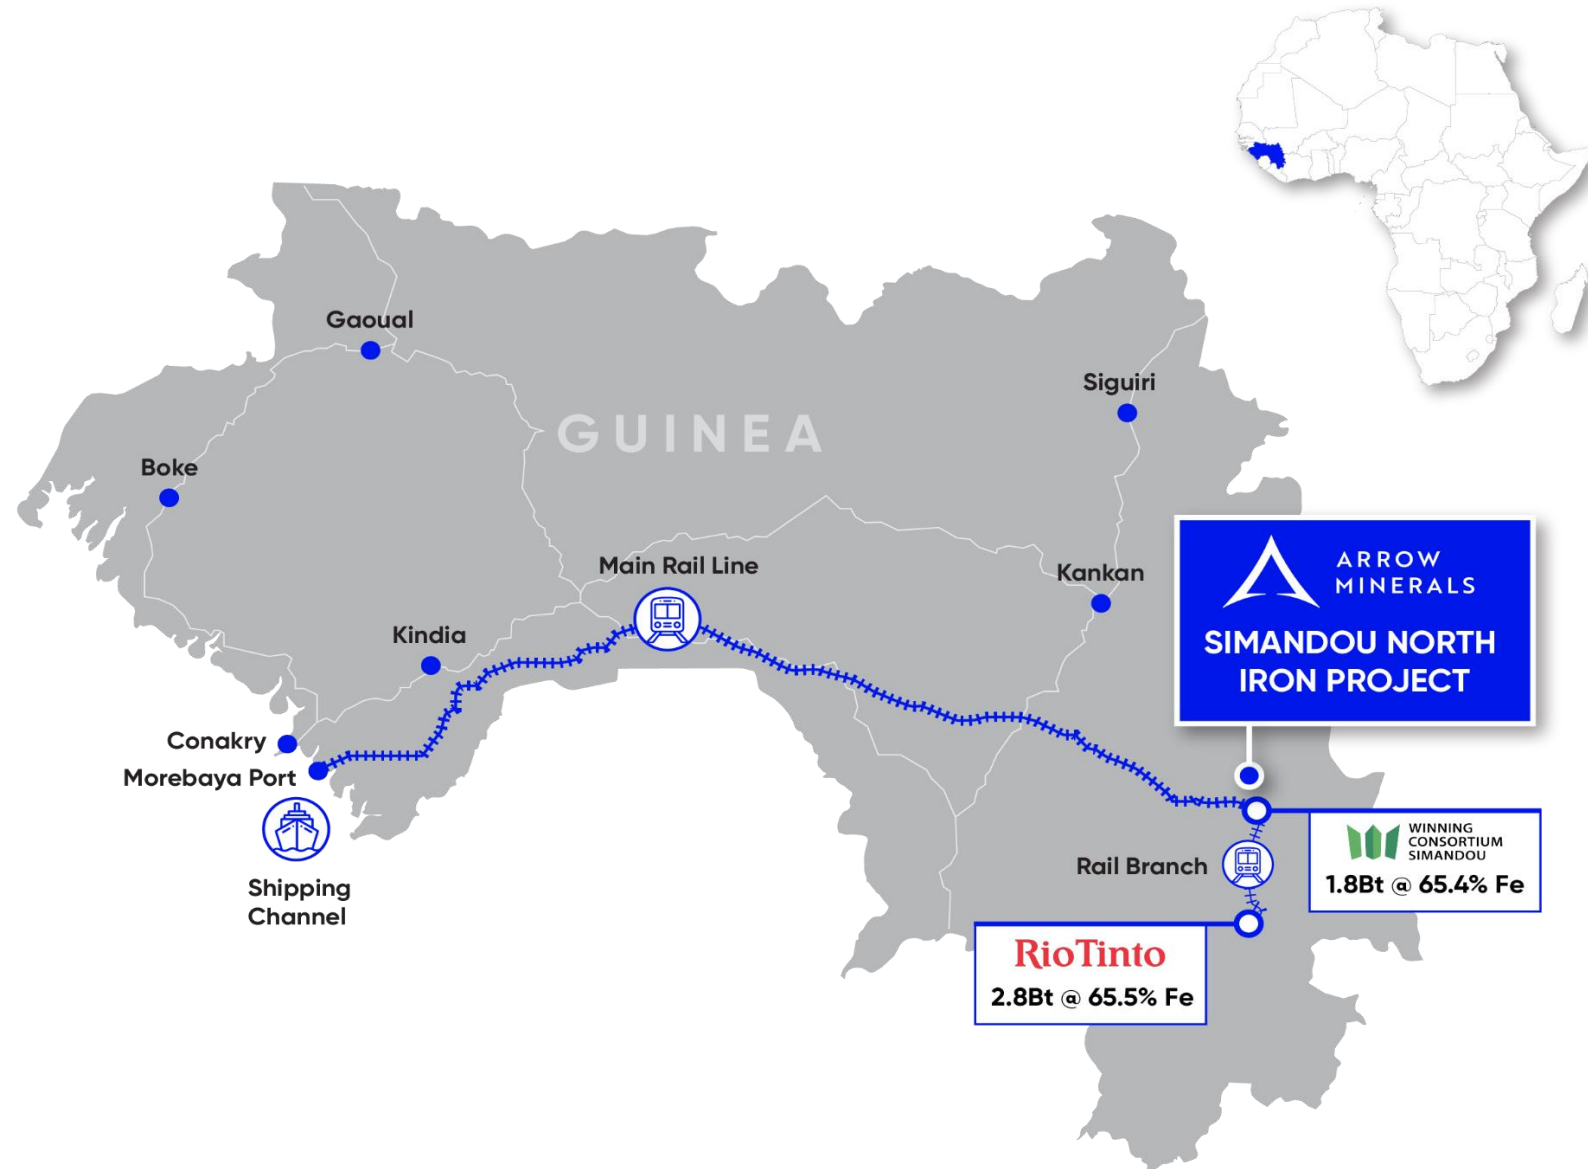 Gaoual
Siguiri
GUINEA
Boke
ARROW
MINERALS
SIMANDOU NORTH
IRON PROJECT
Main Rail Line
Kankan
Kindia
Conakry
Morebaya Port
Shipping
Channel
WINNING
CONSORTIUM
SIMANDOU
1.8Bt @ 65.4% Fe
Rail Branch
RioTinto
2.8Bt @ 65.5% Fe